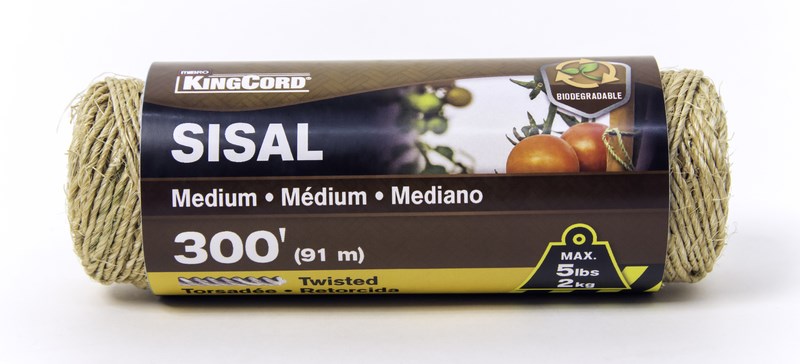 MIBRO
KINGCORD
BIODEGRADABLE
SISAL
Medium • Médium • Mediano
300' (91 m)
Twisted
Torsadée • Retorcida
MAX.
5lbs
2kg